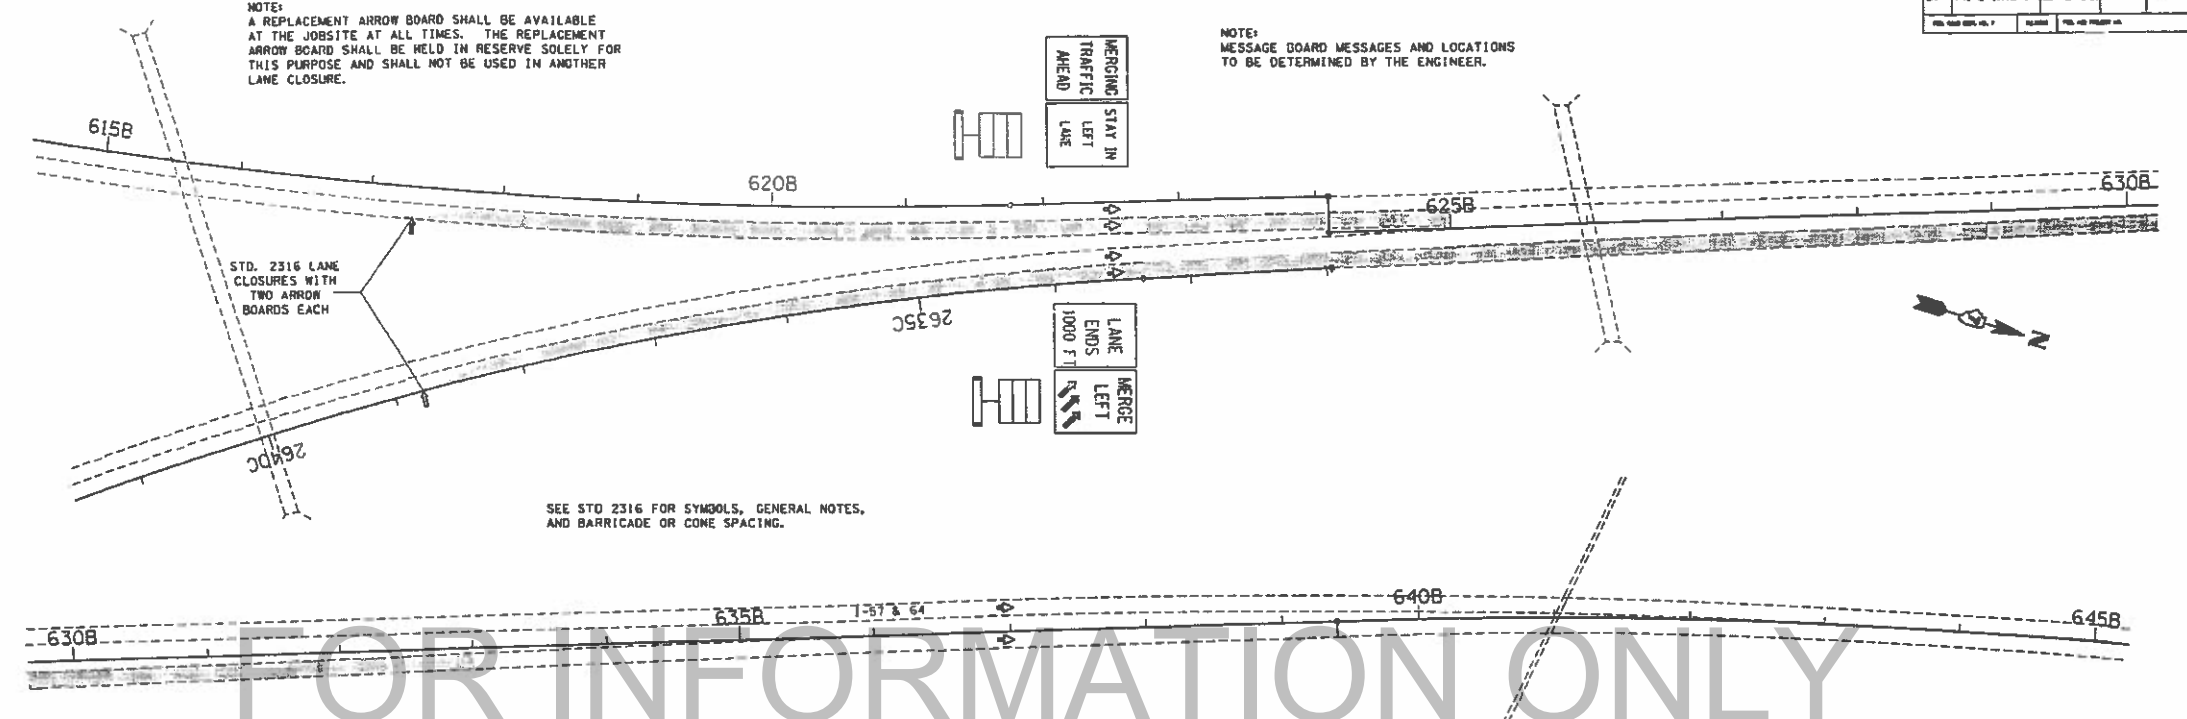 NOTE:
A REPLACEMENT ARROW BOARD SHALL BE AVAILABLE
AT THE JOBSITE AT ALL TIMES. THE REPLACEMENT
ARROW BOARD SHALL BE HELD IN RESERVE SOLELY FOR
THIS PURPOSE AND SHALL NOT BE USED IN ANOTHER
LANE CLOSURE.
NOTE:
MESSAGE BOARD MESSAGES AND LOCATIONS
TO BE DETERMINED BY THE ENGINEER.
MERGING
TRAFFIC
AHEAD
STAY IN
LEFT
LANE
615B
620B
625B
630B
STD. 2316 LANE
CLOSURES WITH
TWO ARROW
BOARDS EACH
2635C
2640C
LANE
ENDS
1000 FT
MERGE
LEFT
N
SEE STD 2316 FOR SYMBOLS, GENERAL NOTES,
AND BARRICADE OR CONE SPACING.
630B
635B
I-57 & 64
640B
645B
FOR INFORMATION ONLY